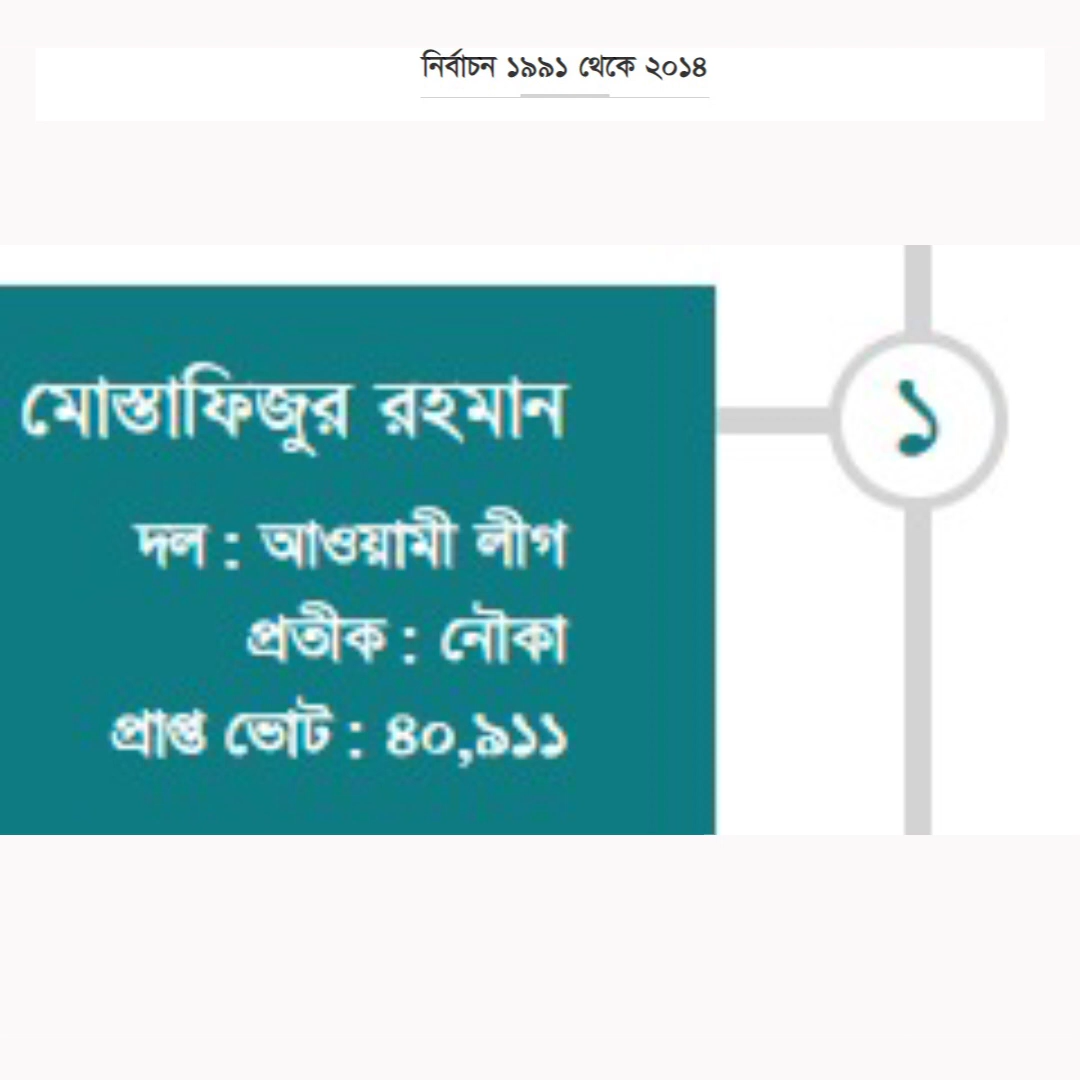 নির্বাচন ১৯৯১ থেকে ২০১৪
মোস্তাফিজুর রহমান
১
দল : আওয়ামী লীগ
প্রতীক : নৌকা
প্রাপ্ত ভোট : ৪০,৯১১